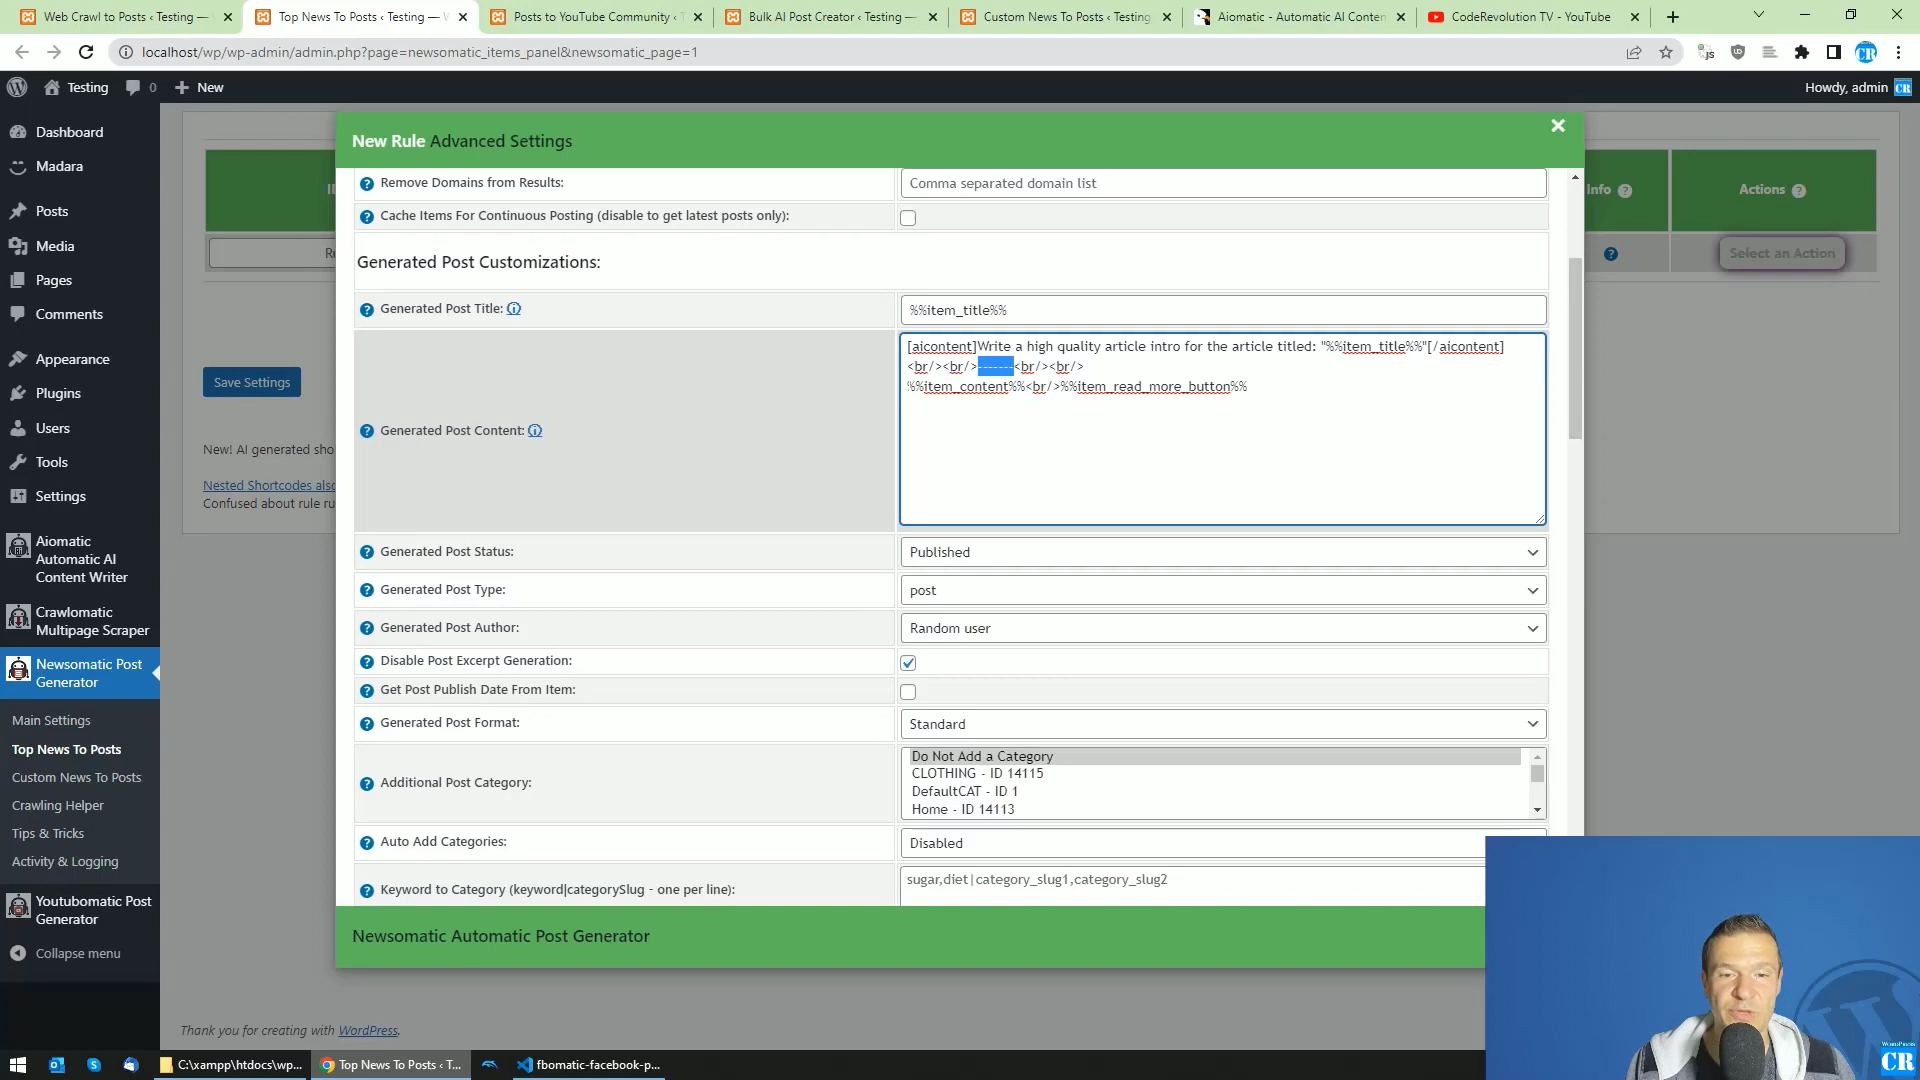 Web Crawl to Posts ‹ Testing —
Top News To Posts ‹ Testing —
Posts to YouTube Community ‹
Bulk AI Post Creator ‹ Testing —
Custom News To Posts ‹ Testing
Aiomatic - Automatic AI Conten
CodeRevolution TV - YouTube
localhost/wp/wp-admin/admin.php?page=newsomatic_items_panel&newsomatic_page=1
Testing
0
New
Howdy, admin
Dashboard
Madara
Posts
Media
Pages
Comments
Appearance
Plugins
Users
Tools
Settings
Aiomatic
Automatic AI
Content Writer
Crawlomatic
Multipage Scraper
Newsomatic Post
Generator
Main Settings
Top News To Posts
Custom News To Posts
Crawling Helper
Tips & Tricks
Activity & Logging
Youtubomatic Post
Generator
Collapse menu
Info
Actions
Select an Action
Save Settings
New! AI generated sho
Nested Shortcodes also
Confused about rule ru
New Rule Advanced Settings
Remove Domains from Results:
Comma separated domain list
Cache Items For Continuous Posting (disable to get latest posts only):
Generated Post Customizations:
Generated Post Title:
%%item_title%%
Generated Post Content:
[aicontent]Write a high quality article intro for the article titled: "%%item_title%%"[/aicontent]
<br/><br/>-------<br/><br/>
%%item_content%%<br/>%%item_read_more_button%%
Generated Post Status:
Published
Generated Post Type:
post
Generated Post Author:
Random user
Disable Post Excerpt Generation:
Get Post Publish Date From Item:
Generated Post Format:
Standard
Additional Post Category:
Do Not Add a Category
CLOTHING - ID 14115
DefaultCAT - ID 1
Home - ID 14113
Auto Add Categories:
Disabled
Keyword to Category (keyword|categorySlug - one per line):
sugar,diet|category_slug1,category_slug2
Newsomatic Automatic Post Generator
Thank you for creating with WordPress.
C:\xampp\htdocs\wp...
Top News To Posts ‹ T...
fbomatic-facebook-p...
WORDPRESS
CR